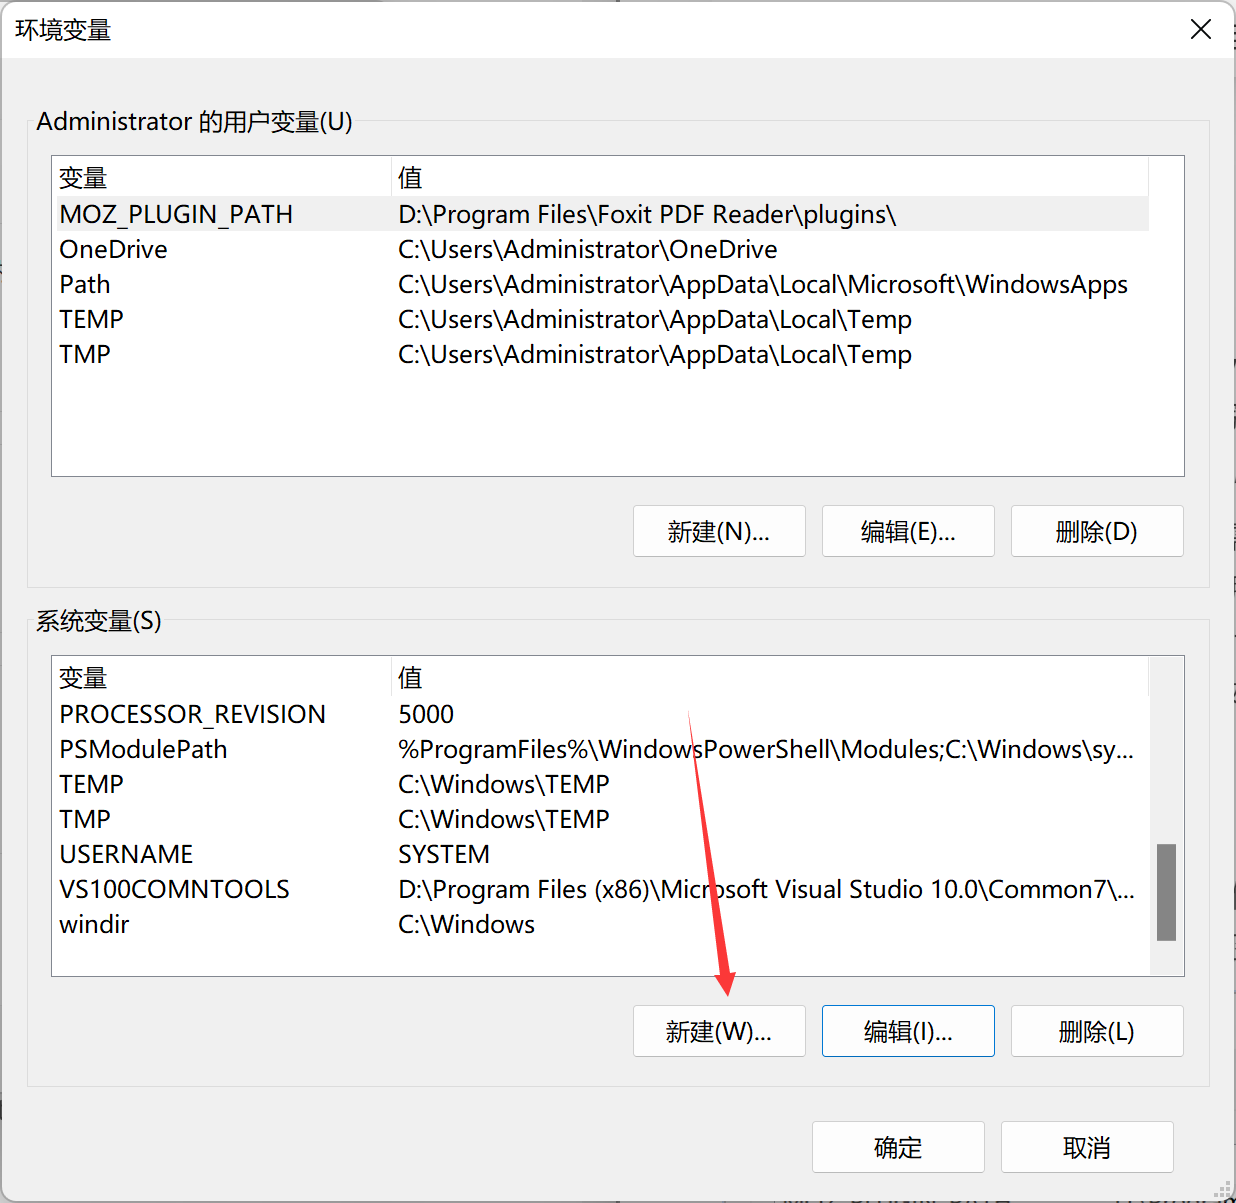 环境变量
Administrator 的用户变量(U)
变量 值
MOZ_PLUGIN_PATH D:\Program Files\Foxit PDF Reader\plugins\
OneDrive C:\Users\Administrator\OneDrive
Path C:\Users\Administrator\AppData\Local\Microsoft\WindowsApps
TEMP C:\Users\Administrator\AppData\Local\Temp
TMP C:\Users\Administrator\AppData\Local\Temp
新建(N)... 编辑(E)... 删除(D)
系统变量(S)
变量 值
PROCESSOR_REVISION 5000
PSModulePath %ProgramFiles%\WindowsPowerShell\Modules;C:\Windows\sy...
TEMP C:\Windows\TEMP
TMP C:\Windows\TEMP
USERNAME SYSTEM
VS100COMNTOOLS D:\Program Files (x86)\Microsoft Visual Studio 10.0\Common7\...
windir C:\Windows
新建(W)... 编辑(I)... 删除(L)
确定 取消